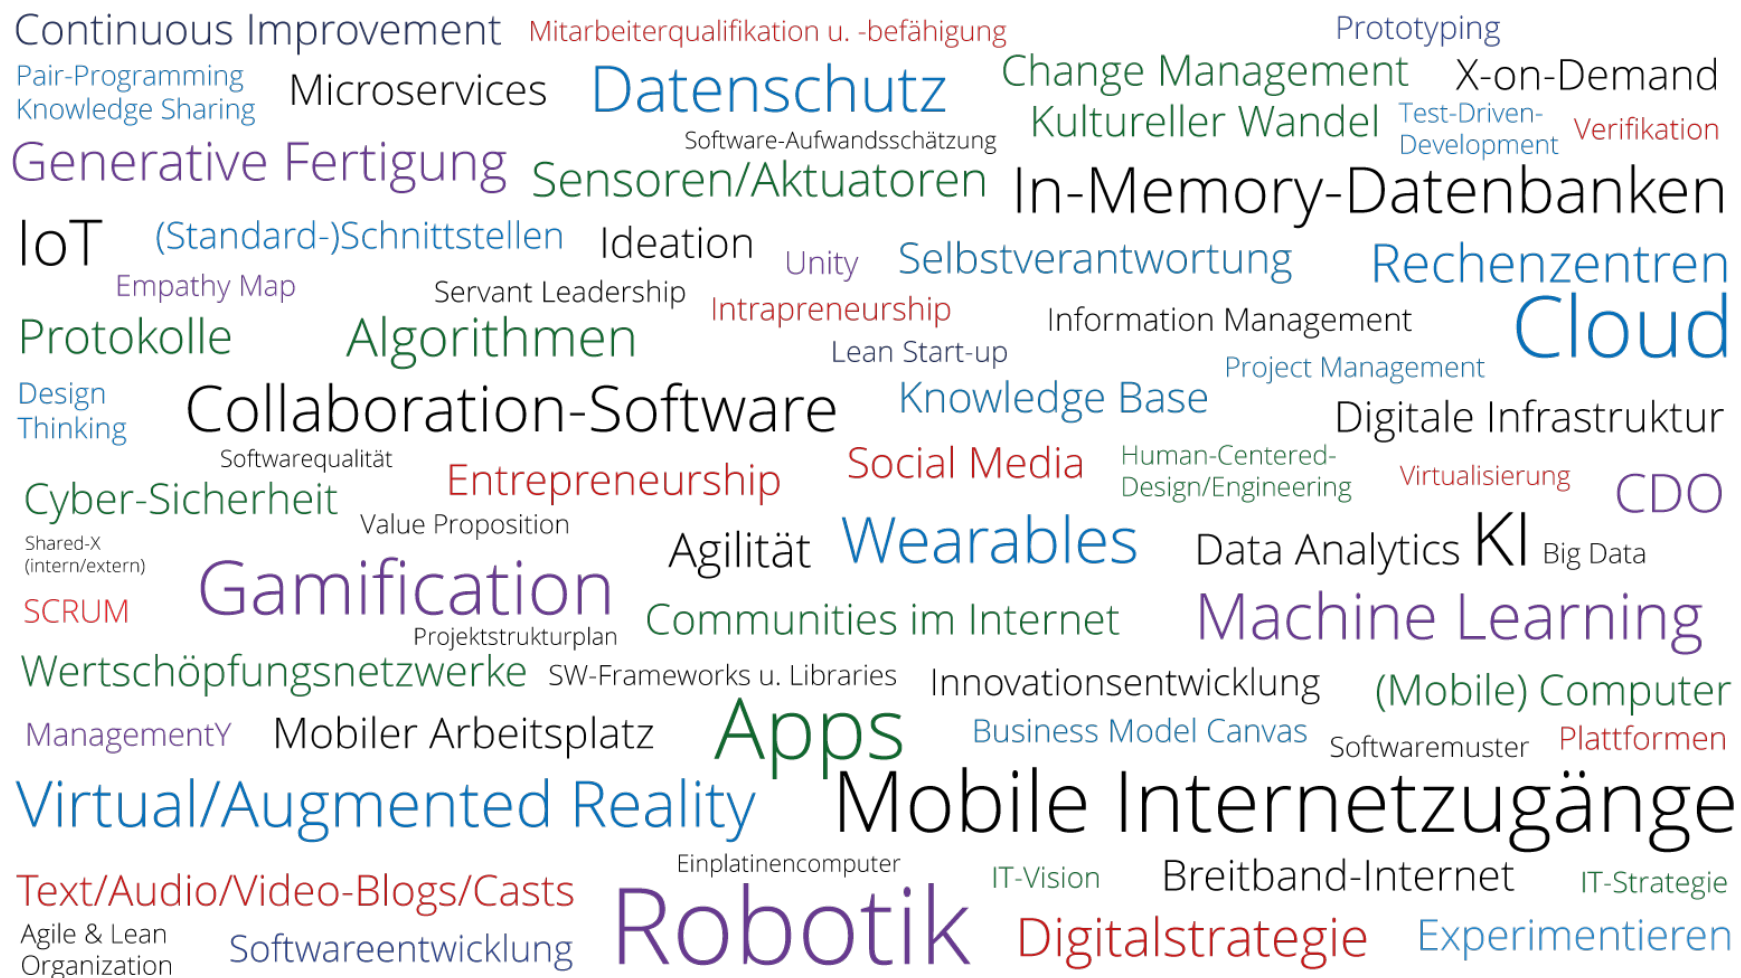 Continuous Improvement
Mitarbeiterqualifikation u. -befähigung
Prototyping
Pair-Programming
Knowledge Sharing
Microservices
Datenschutz
Change Management
X-on-Demand
Kultureller Wandel
Test-Driven-
Development
Verifikation
Software-Aufwandsschätzung
Generative Fertigung
Sensoren/Aktuatoren
In-Memory-Datenbanken
IoT
(Standard-)Schnittstellen
Ideation
Unity
Selbstverantwortung
Rechenzentren
Empathy Map
Servant Leadership
Intrapreneurship
Information Management
Cloud
Protokolle
Algorithmen
Lean Start-up
Project Management
Design
Thinking
Collaboration-Software
Knowledge Base
Digitale Infrastruktur
Softwarequalität
Entrepreneurship
Social Media
Human-Centered-
Design/Engineering
Virtualisierung
CDO
Cyber-Sicherheit
Value Proposition
Shared-X
(intern/extern)
Agilität
Wearables
Data Analytics
KI
Big Data
Gamification
SCRUM
Communities im Internet
Machine Learning
Projektstrukturplan
Wertschöpfungsnetzwerke
SW-Frameworks u. Libraries
Innovationsentwicklung
(Mobile) Computer
ManagementY
Mobiler Arbeitsplatz
Apps
Business Model Canvas
Softwaremuster
Plattformen
Virtual/Augmented Reality
Mobile Internetzugänge
Einplatinencomputer
IT-Vision
Breitband-Internet
IT-Strategie
Text/Audio/Video-Blogs/Casts
Robotik
Agile & Lean
Organization
Softwareentwicklung
Digitalstrategie
Experimentieren